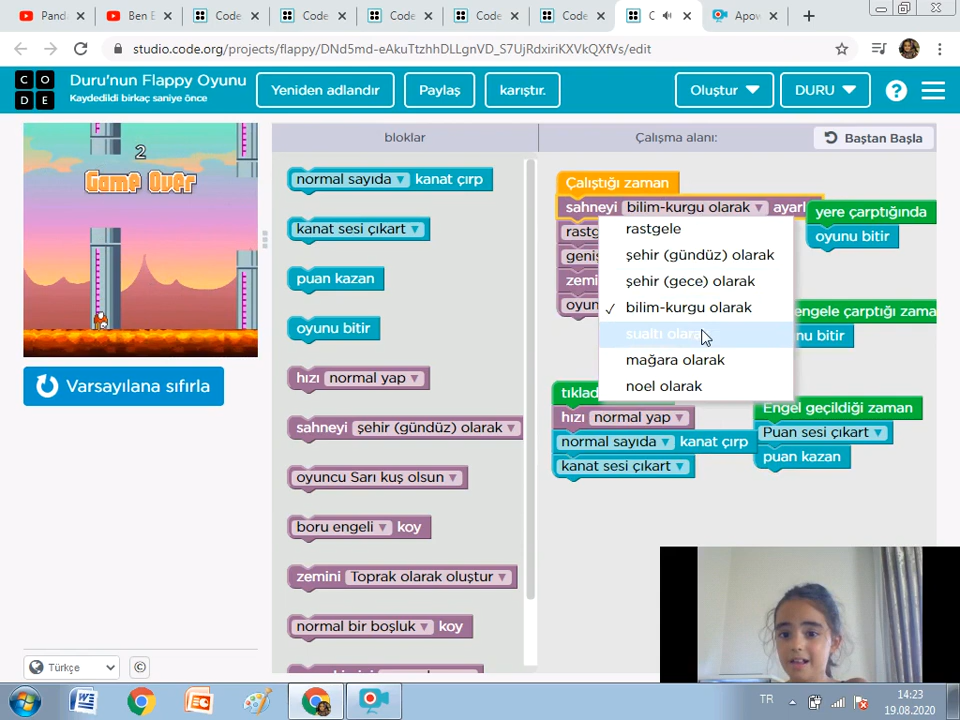 Pand
Ben E
Code
Code
Code
Code
Code
C
Apow
studio.code.org/projects/flappy/DNd5md-eAkuTtzhhDLLgnVD_S7UjRdxiriKXVkQXfVs/edit
CODE
Duru'nun Flappy Oyunu
Kaydedildi birkaç saniye önce
Yeniden adlandır
Paylaş
karıştır.
Oluştur
DURU
?
bloklar
Çalışma alanı:
Baştan Başla
2
Game Over
Varsayılana sıfırla
normal sayıda kanat çırp
kanat sesi çıkart
puan kazan
oyunu bitir
hızı normal yap
sahneyi şehir (gündüz) olarak
oyuncu Sarı kuş olsun
boru engeli koy
zemini Toprak olarak oluştur
normal bir boşluk koy
Çalıştığı zaman
sahneyi bilim-kurgu olarak ayarl
rastg
geniş
zemi
oyun
rastgele
şehir (gündüz) olarak
şehir (gece) olarak
✓ bilim-kurgu olarak
sualtı olarak
mağara olarak
noel olarak
yere çarptığında
oyunu bitir
engele çarptığı zama
nu bitir
tıklad
hızı normal yap
normal sayıda kanat çırp
kanat sesi çıkart
Engel geçildiği zaman
Puan sesi çıkart
puan kazan
Türkçe
©
TR
14:23
19.08.2020